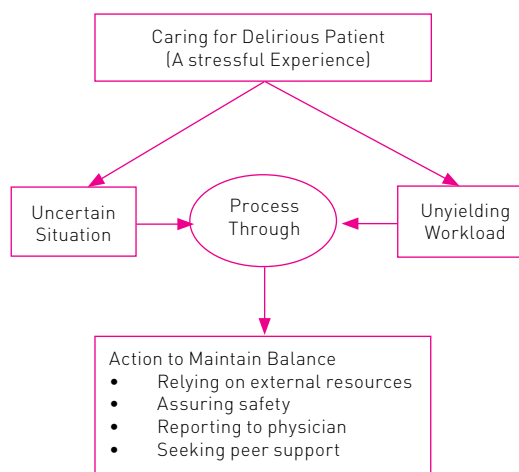 Caring for Delirious Patient
(A stressful Experience)
Uncertain
Situation
Process
Through
Unyielding
Workload
Action to Maintain Balance
• Relying on external resources
• Assuring safety
• Reporting to physician
• Seeking peer support